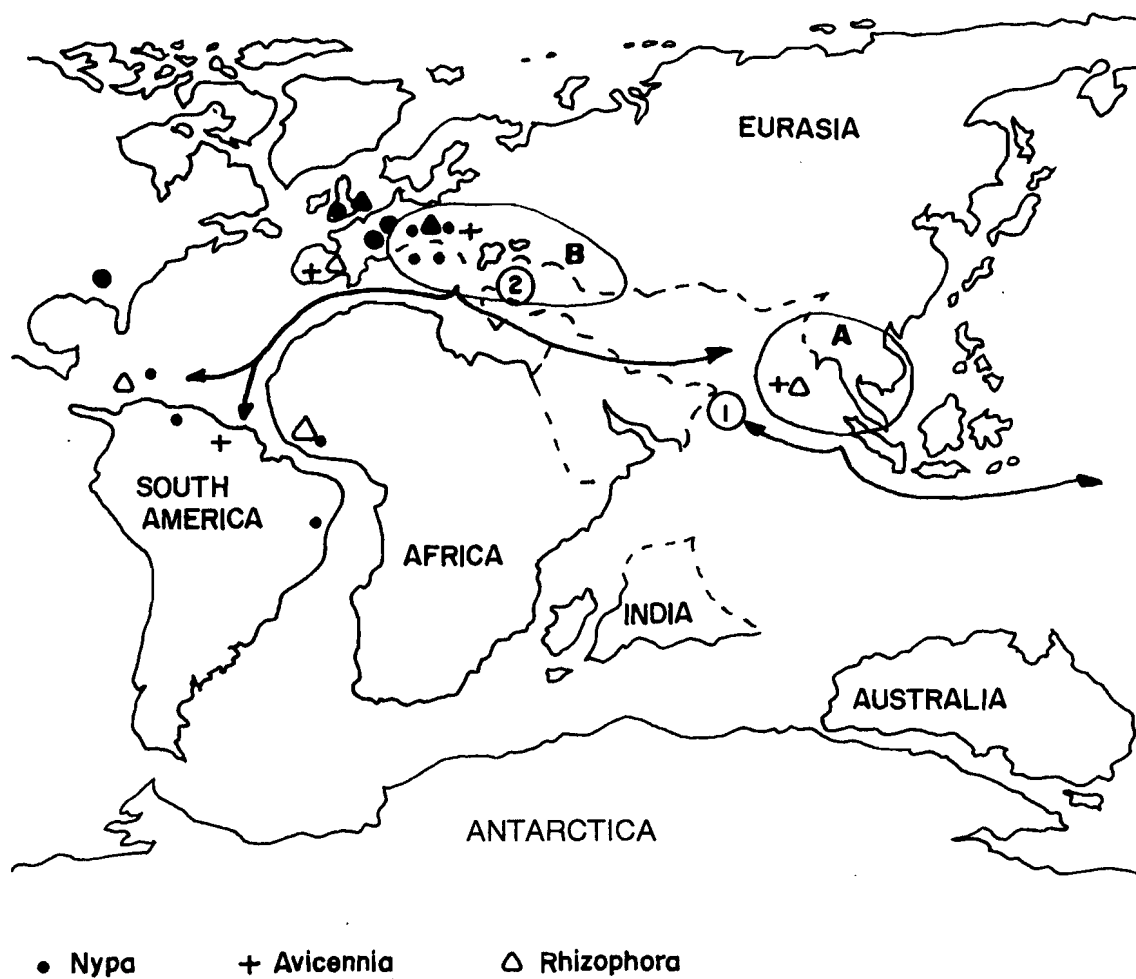 EURASIA
B
2
A
1
SOUTH
AMERICA
AFRICA
INDIA
AUSTRALIA
ANTARCTICA
Nypa
Avicennia
Rhizophora